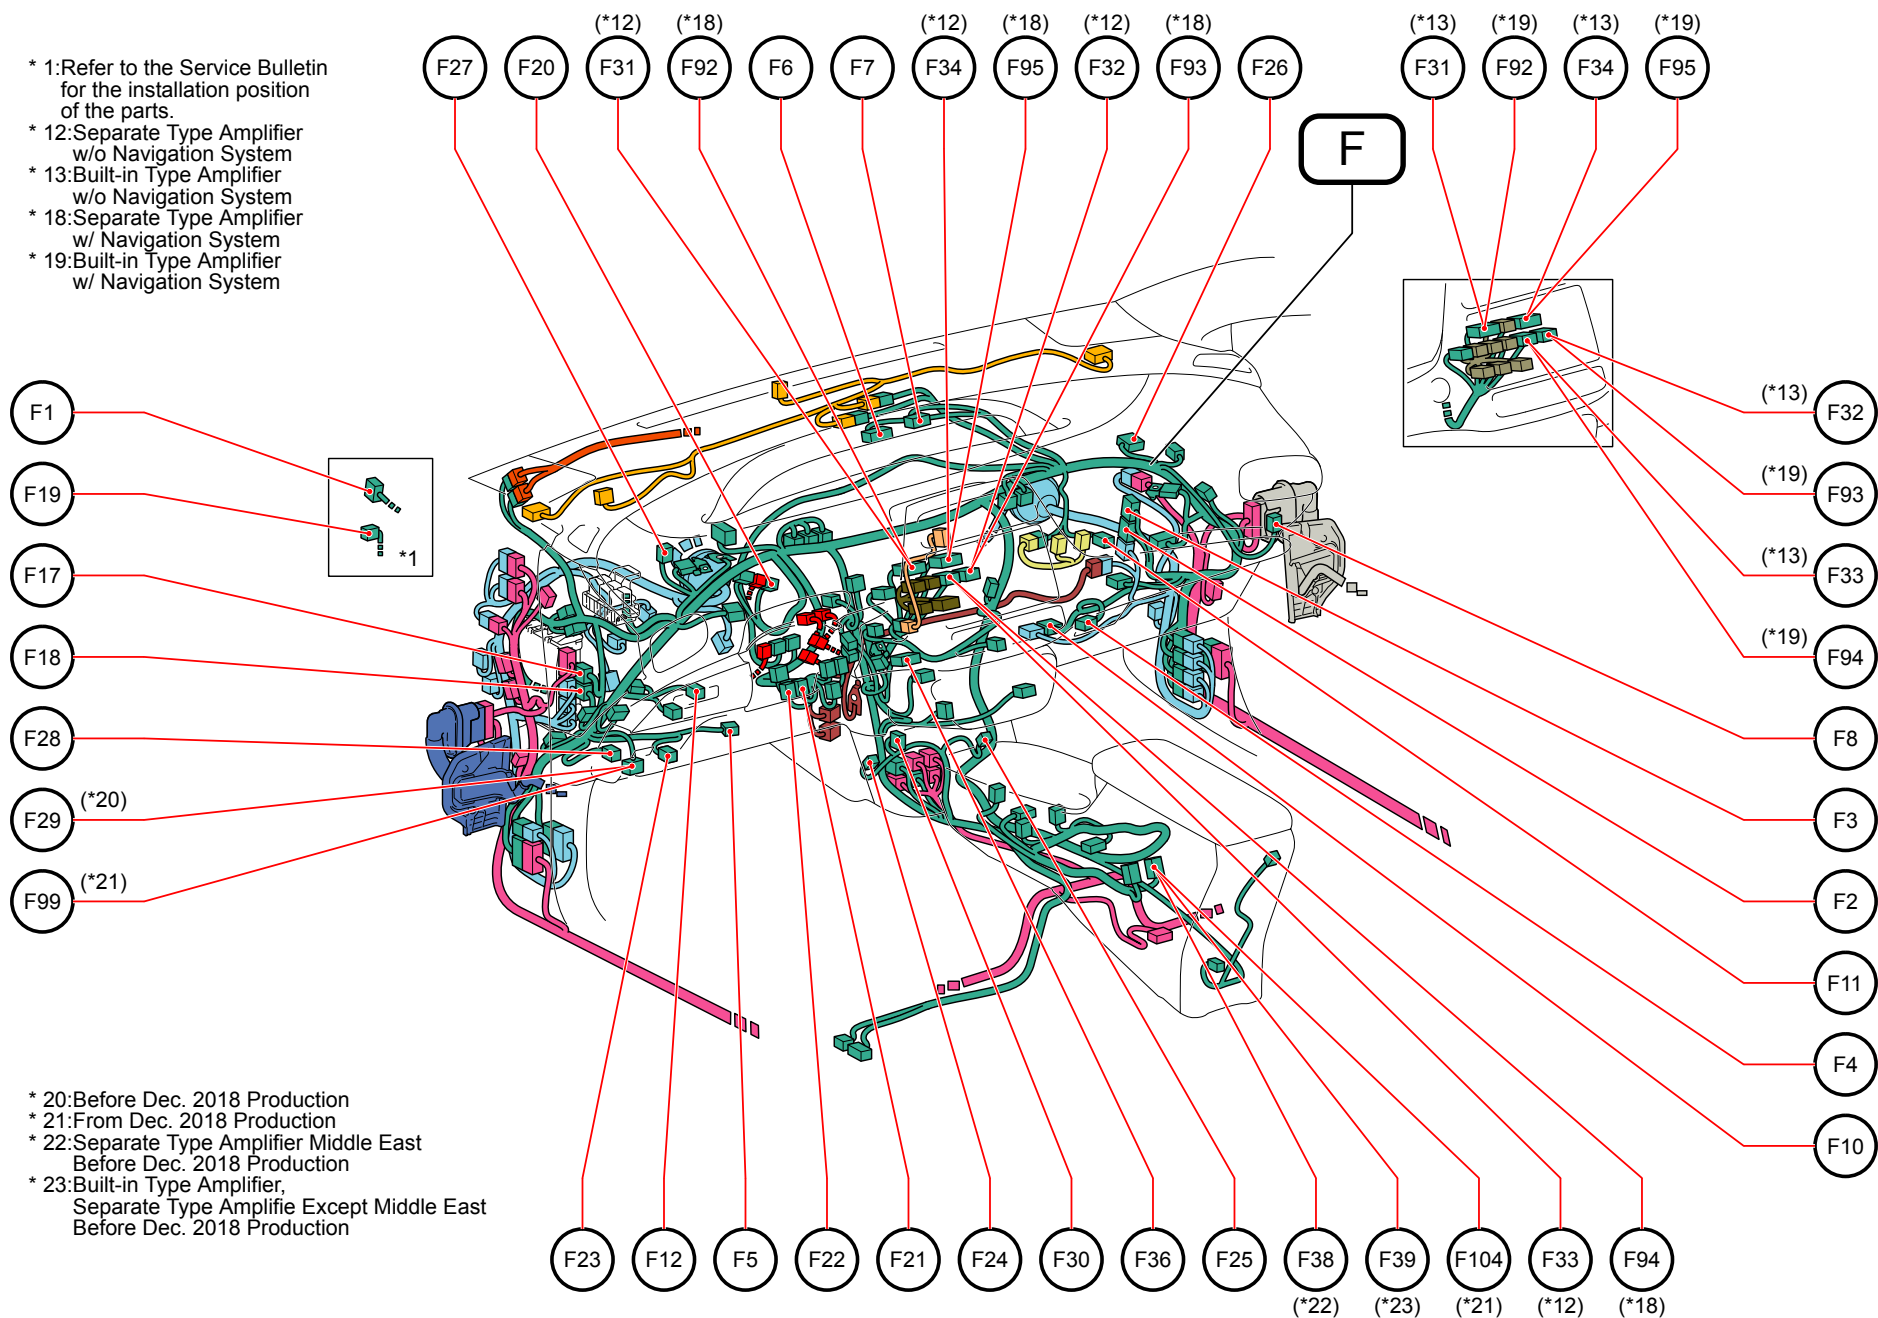 (*12) (*18) (*12) (*18) (*12) (*18) (*13) (*19) (*13) (*19)
F27 F20 F31 F92 F6 F7 F34 F95 F32 F93 F26 F31 F92 F34 F95
* 1:Refer to the Service Bulletin
for the installation position
of the parts.
* 12:Separate Type Amplifier
w/o Navigation System
* 13:Built-in Type Amplifier
w/o Navigation System
* 18:Separate Type Amplifier
w/ Navigation System
* 19:Built-in Type Amplifier
w/ Navigation System
F
F1
F19
*1
F17
F18
F28
F29 (*20)
F99 (*21)
(*13) F32
(*19) F93
(*13) F33
(*19) F94
F8
F3
F2
F11
F4
F10
* 20:Before Dec. 2018 Production
* 21:From Dec. 2018 Production
* 22:Separate Type Amplifier Middle East
Before Dec. 2018 Production
* 23:Built-in Type Amplifier,
Separate Type Amplifie Except Middle East
Before Dec. 2018 Production
F23 F12 F5 F22 F21 F24 F30 F36 F25 F38 F39 F104 F33 F94
(*22) (*23) (*21) (*12) (*18)